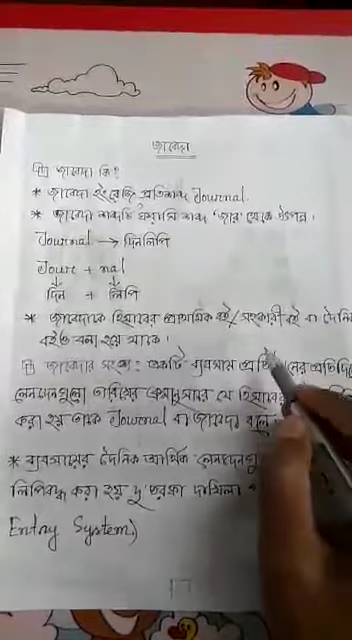 জাবেদা
জাবেদা কি?
* জাবেদা ইংরেজি প্রতিশব্দ Journal.
* জাবেদা শব্দটি ফরাসি শব্দ 'জার' থেকে উৎপন্ন।
Journal → দিনলিপি
Jour + nal
দিন + লিপি
* জাবেদাকে হিসাবের প্রাথমিক বই/সহকারী বই বা দৈনি
বইও বলা হয়ে থাকে।
জাবেদার সংজ্ঞা: একটি ব্যবসায় প্রতি নের প্রতিদি
লেনদেনগুলো তারিখের ক্রমানুসারে যে হিসাবের
করা হয় তাকে Journal বা জাবেদা বলে
* ব্যবসায়ের দৈনিক আর্থিক লেনদেনগু
লিপিবদ্ধ করা হয় দু'তরফা দাখিলা
Entry System)